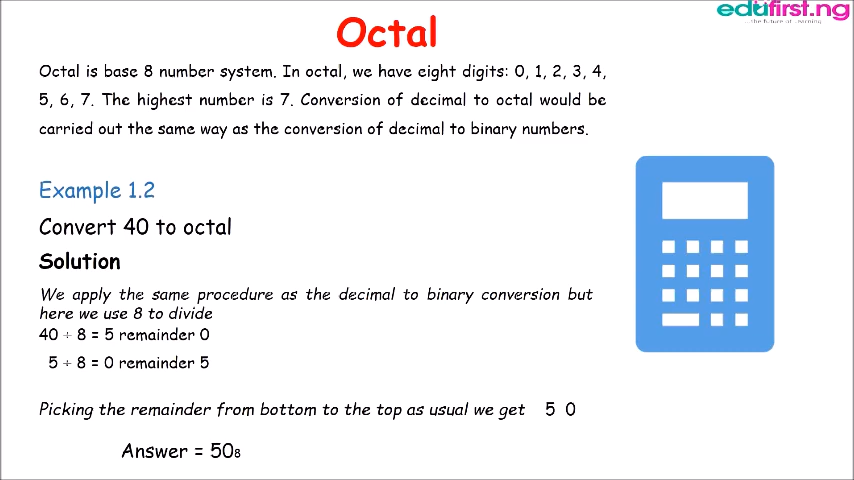 edufirst.ng
...the future of learning
Octal
Octal is base 8 number system. In octal, we have eight digits: 0, 1, 2, 3, 4,
5, 6, 7. The highest number is 7. Conversion of decimal to octal would be
carried out the same way as the conversion of decimal to binary numbers.
Example 1.2
Convert 40 to octal
Solution
We apply the same procedure as the decimal to binary conversion but
here we use 8 to divide
40 ÷ 8 = 5 remainder 0
5 ÷ 8 = 0 remainder 5
Picking the remainder from bottom to the top as usual we get 5 0
Answer = 50₈